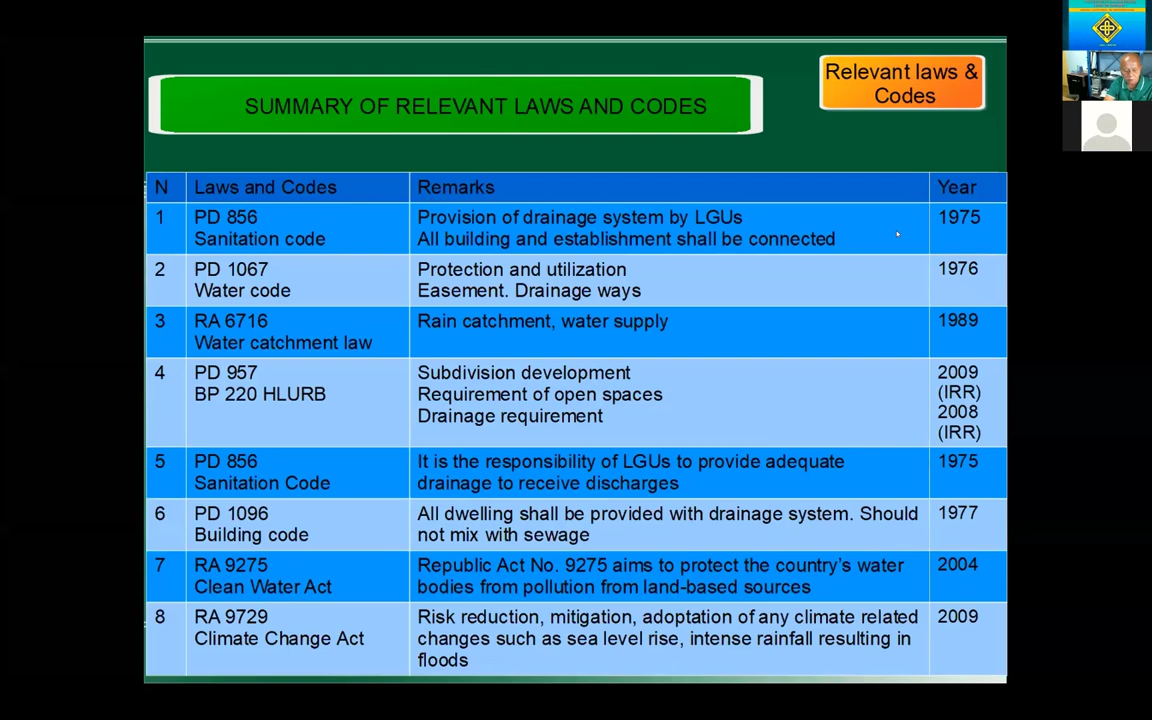 Relevant laws &
Codes
SUMMARY OF RELEVANT LAWS AND CODES
N Laws and Codes Remarks Year
1 PD 856 Provision of drainage system by LGUs 1975
Sanitation code All building and establishment shall be connected
2 PD 1067 Protection and utilization 1976
Water code Easement. Drainage ways
3 RA 6716 Rain catchment, water supply 1989
Water catchment law
4 PD 957 Subdivision development 2009
BP 220 HLURB Requirement of open spaces (IRR)
Drainage requirement 2008
(IRR)
5 PD 856 It is the responsibility of LGUs to provide adequate 1975
Sanitation Code drainage to receive discharges
6 PD 1096 All dwelling shall be provided with drainage system. Should 1977
Building code not mix with sewage
7 RA 9275 Republic Act No. 9275 aims to protect the country's water 2004
Clean Water Act bodies from pollution from land-based sources
8 RA 9729 Risk reduction, mitigation, adoptation of any climate related 2009
Climate Change Act changes such as sea level rise, intense rainfall resulting in
floods